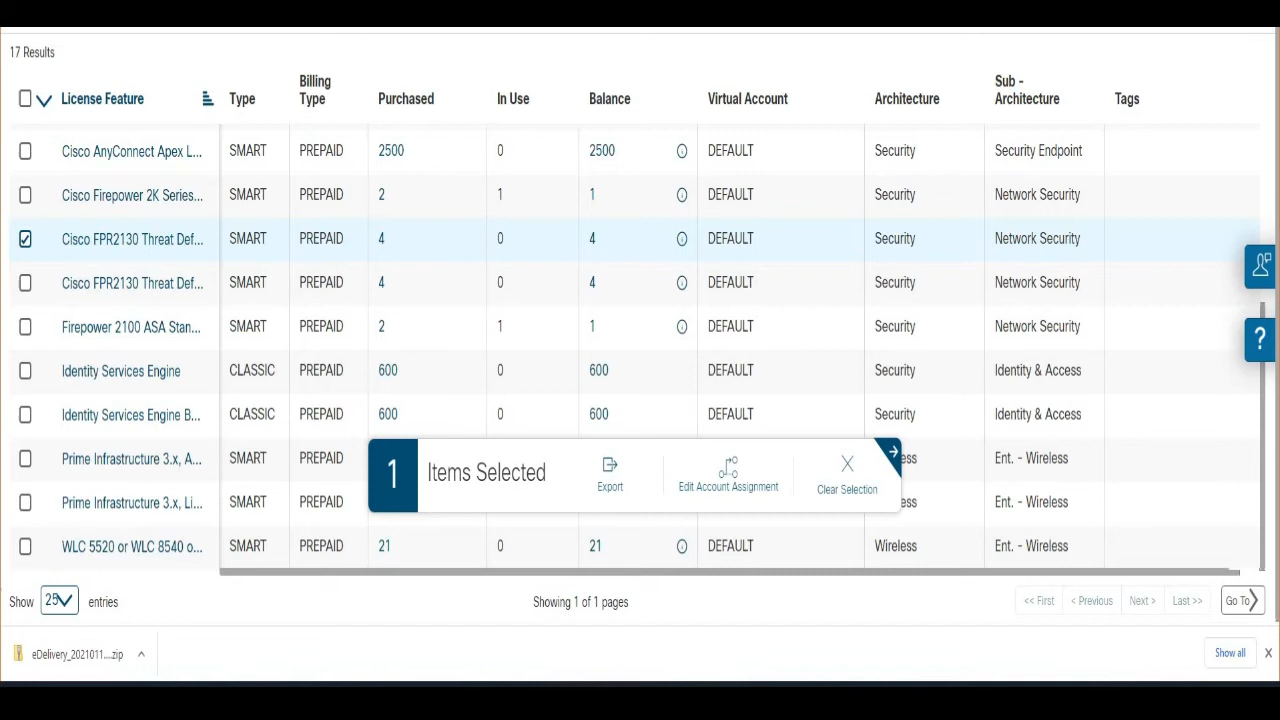 17 Results
License Feature Type Billing Type Purchased In Use Balance Virtual Account Architecture Sub - Architecture Tags
Cisco AnyConnect Apex L... SMART PREPAID 2500 0 2500 DEFAULT Security Security Endpoint
Cisco Firepower 2K Series... SMART PREPAID 2 1 1 DEFAULT Security Network Security
Cisco FPR2130 Threat Def... SMART PREPAID 4 0 4 DEFAULT Security Network Security
Cisco FPR2130 Threat Def... SMART PREPAID 4 0 4 DEFAULT Security Network Security
Firepower 2100 ASA Stan... SMART PREPAID 2 1 1 DEFAULT Security Network Security
Identity Services Engine CLASSIC PREPAID 600 0 600 DEFAULT Security Identity & Access
Identity Services Engine B... CLASSIC PREPAID 600 0 600 DEFAULT Security Identity & Access
Prime Infrastructure 3.x, A... SMART PREPAID ess Ent. - Wireless
1 Items Selected Export Edit Account Assignment Clear Selection
Prime Infrastructure 3.x, Li... SMART PREPAID ess Ent. - Wireless
WLC 5520 or WLC 8540 o... SMART PREPAID 21 0 21 DEFAULT Wireless Ent. - Wireless
Show 25 entries Showing 1 of 1 pages << First < Previous Next > Last >> Go To
eDelivery_2021011....zip Show all